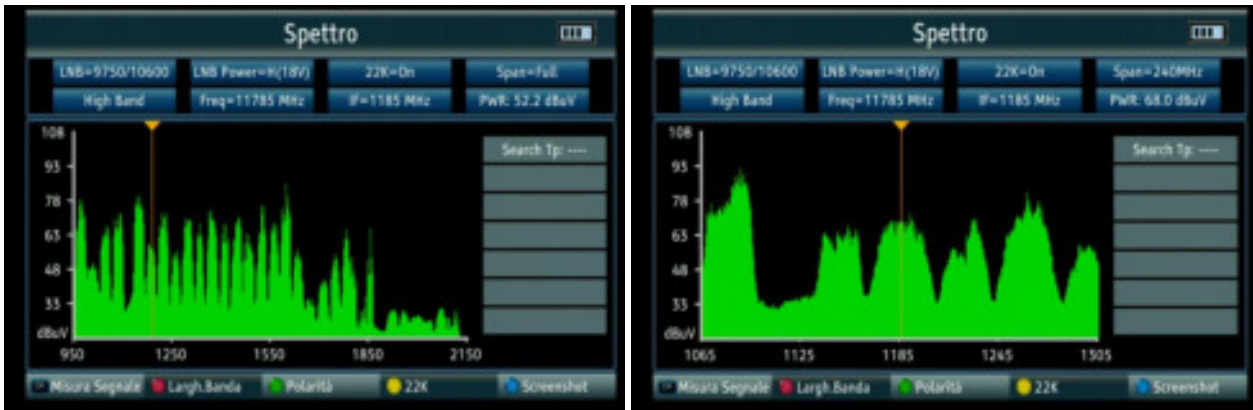 Spettro
LNB=9750/10600 LNB Power=H(18V) 22K=On Span=Full
High Band Freq=11785 MHz IF=1185 MHz PWR: 52.2 dBuV
108
Search Tp: ----
93
78
63
48
33
dBuV
950 1250 1550 1850 2150
Misura Segnale Largh.Banda Polarità 22K Screenshot
Spettro
LNB=9750/10600 LNB Power=H(18V) 22K=On Span=240MHz
High Band Freq=11785 MHz IF=1185 MHz PWR: 68.0 dBuV
108
Search Tp: ----
93
78
63
48
33
dBuV
1065 1125 1185 1245 1305
Misura Segnale Largh.Banda Polarità 22K Screenshot